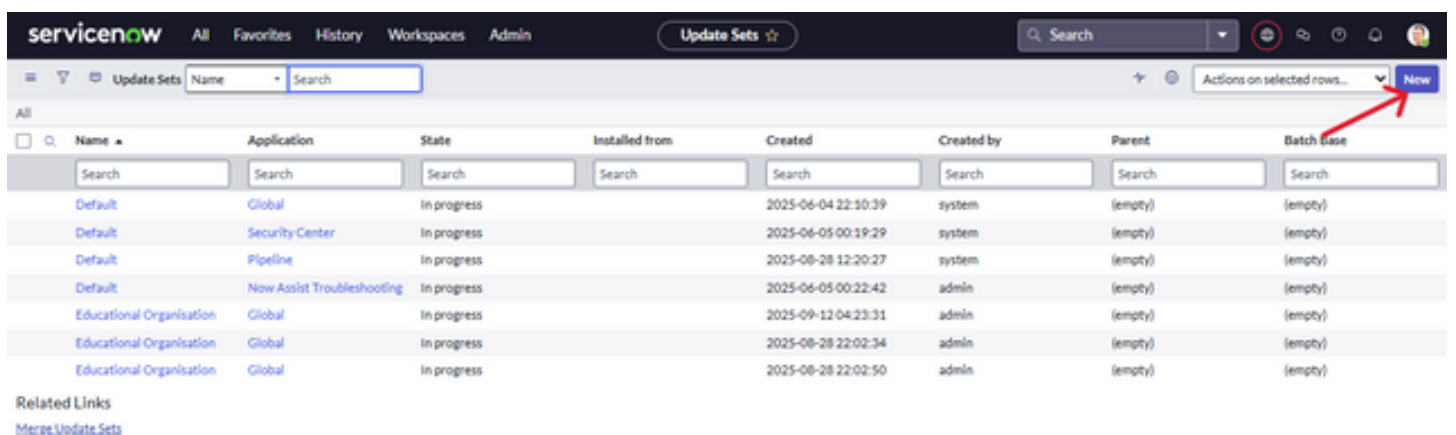 servicenow All Favorites History Workspaces Admin Update Sets Search
Update Sets Name Search Actions on selected rows... New
All
Name Application State Installed from Created Created by Parent Batch Base
Search Search Search Search Search Search Search Search
Default Global In progress 2025-06-04 22:10:39 system (empty) (empty)
Default Security Center In progress 2025-06-05 00:19:29 system (empty) (empty)
Default Pipeline In progress 2025-08-28 12:20:27 system (empty) (empty)
Default Now Assist Troubleshooting In progress 2025-06-05 00:22:42 admin (empty) (empty)
Educational Organisation Global In progress 2025-09-12 04:23:31 admin (empty) (empty)
Educational Organisation Global In progress 2025-08-28 22:02:34 admin (empty) (empty)
Educational Organisation Global In progress 2025-08-28 22:02:50 admin (empty) (empty)
Related Links
Merge Update Sets